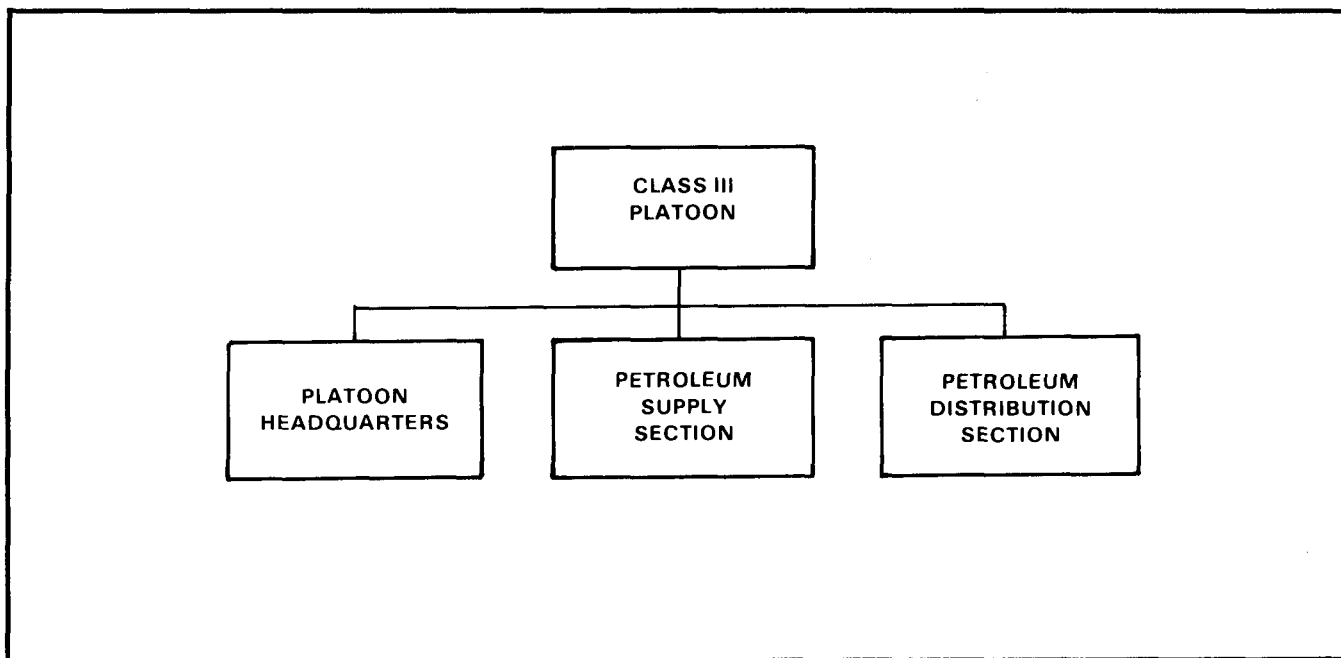 CLASS III
PLATOON
PLATOON
HEADQUARTERS
PETROLEUM
SUPPLY
SECTION
PETROLEUM
DISTRIBUTION
SECTION